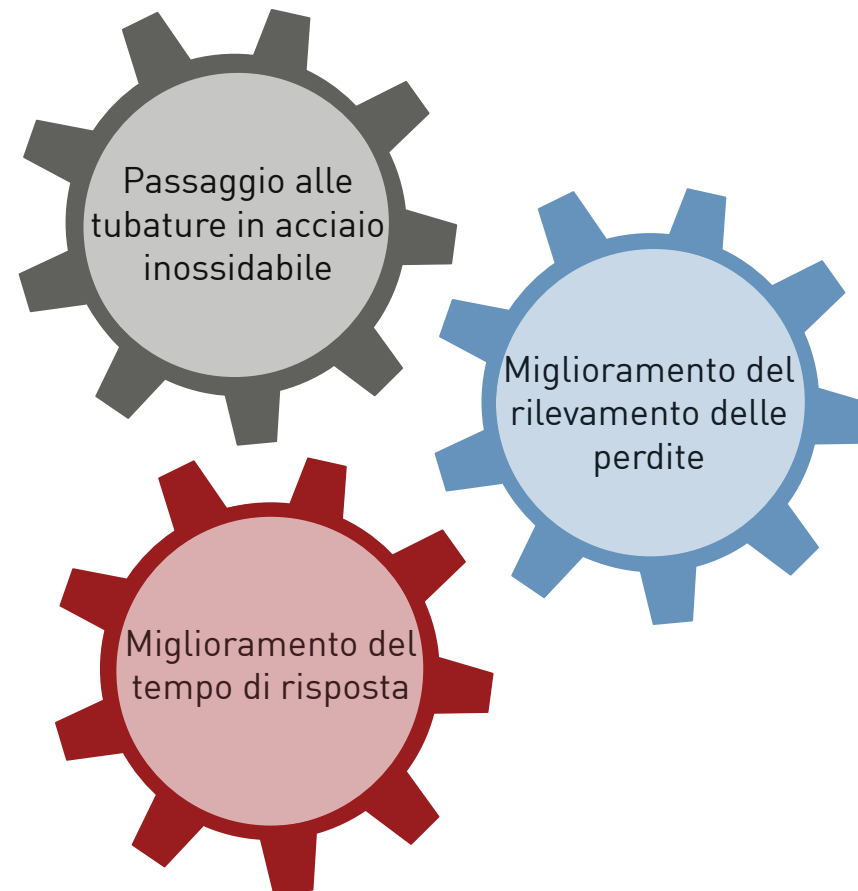 Passaggio alle
tubature in acciaio
inossidabile
Miglioramento del
rilevamento delle
perdite
Miglioramento del
tempo di risposta